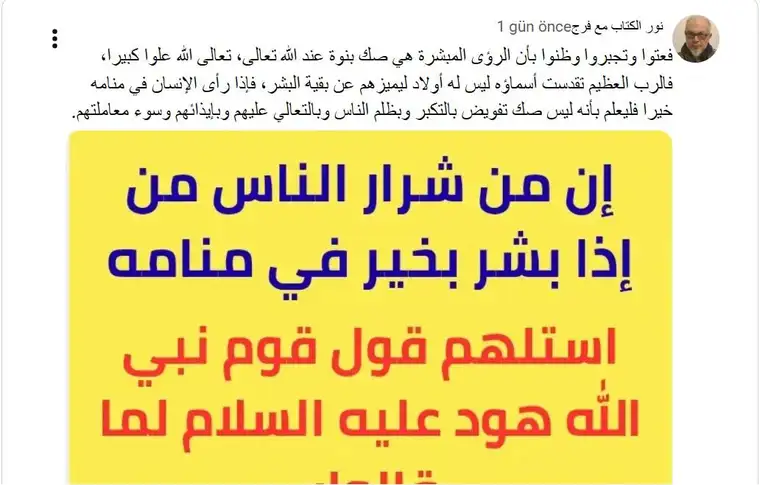 نور الكتاب مع فرج 1 gün önce
فعتوا وتجبروا وظنوا بأن الرؤى المبشرة هي صك بنوة عند الله تعالى، تعالى الله علوا كبيرا،
فالرب العظيم تقدست أسماؤه ليس له أولاد ليميزهم عن بقية البشر، فإذا رأى الإنسان في منامه
خيرا فليعلم بأنه ليس صك تفويض بالتكبر وبظلم الناس وبالتعالي عليهم وبإيذائهم وسوء معاملتهم.
إن من شرار الناس من
إذا بشر بخير في منامه
استلهم قول قوم نبي
الله هود عليه السلام لما